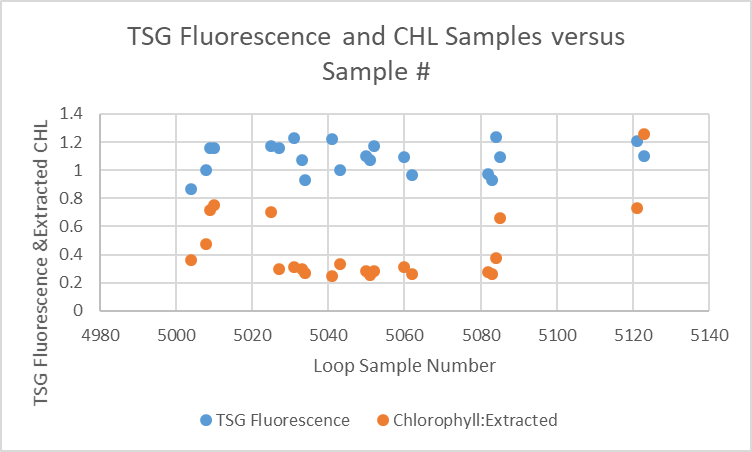 TSG Fluorescence and CHL Samples versus
Sample #
TSG Fluorescence &Extracted CHL
1.4
1.2
1
0.8
0.6
0.4
0.2
0
4980 5000 5020 5040 5060 5080 5100 5120 5140
Loop Sample Number
TSG Fluorescence Chlorophyll:Extracted